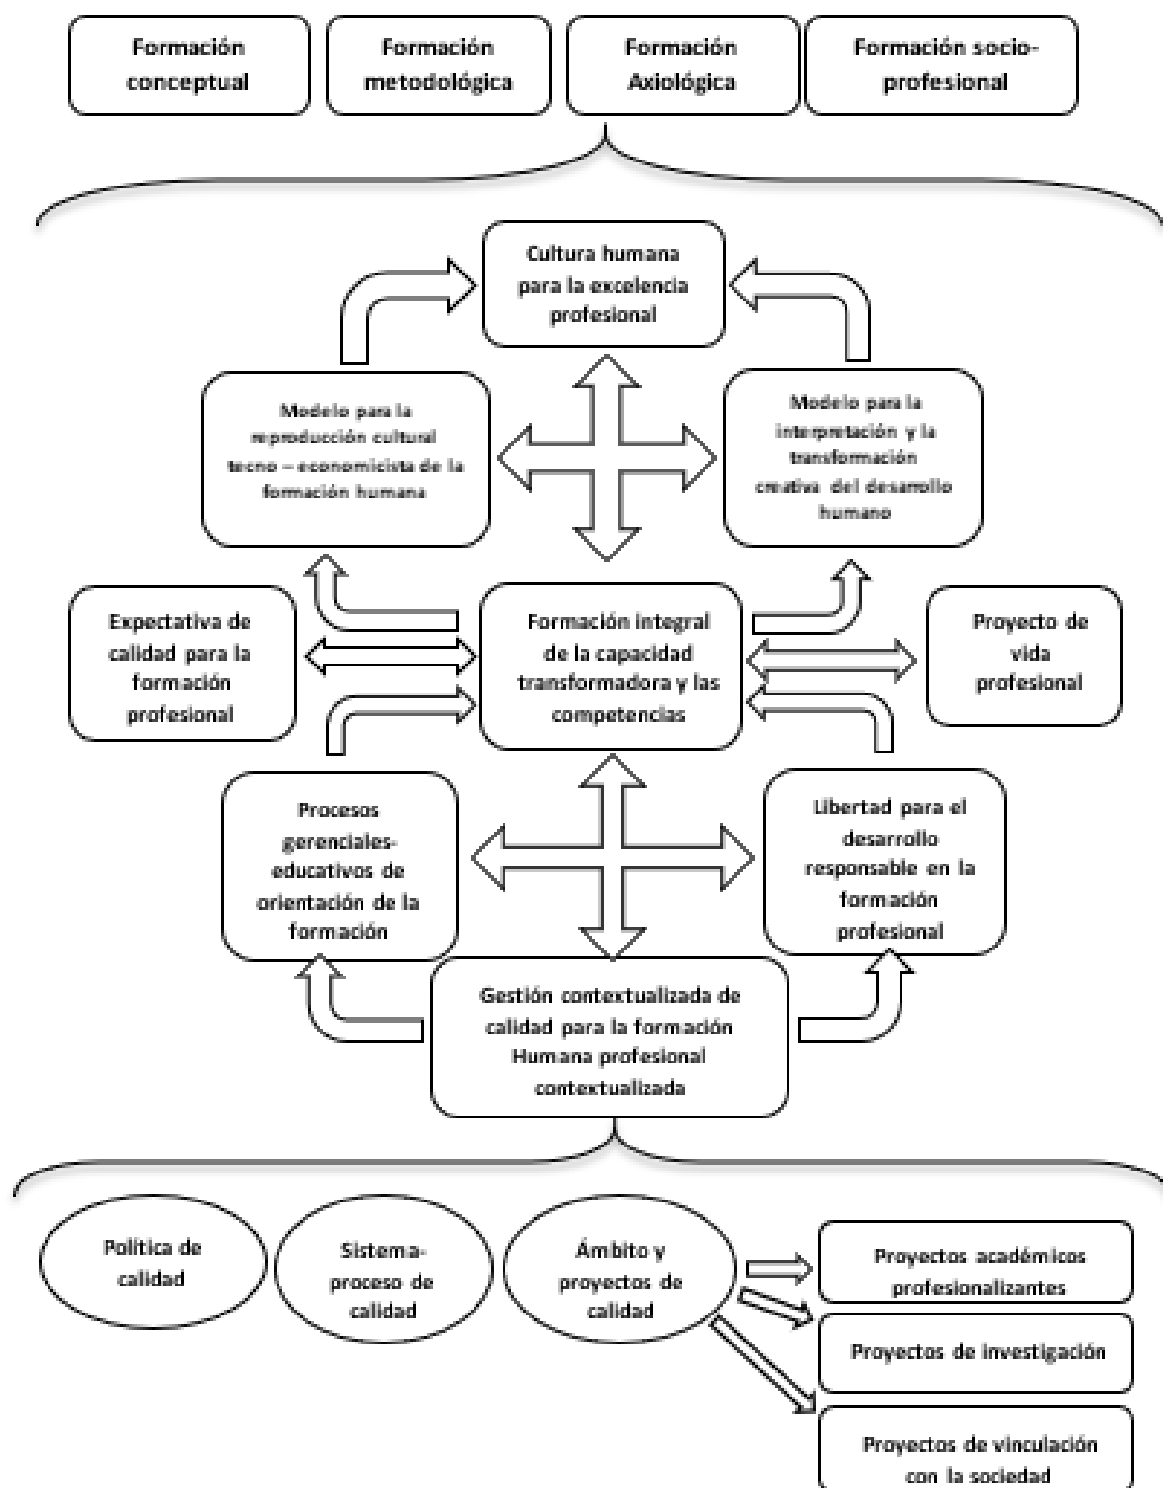 Formación
conceptual
Formación
metodológica
Formación
Axiológica
Formación socio-
profesional
Cultura humana
para la excelencia
profesional
Modelo para la
reproducción cultural
tecno – economicista de la
formación humana
Modelo para la
interpretación y la
transformación
creativa del desarrollo
humano
Expectativa de
calidad para la
formación
profesional
Formación integral
de la capacidad
transformadora y las
competencias
Proyecto de
vida
profesional
Procesos
gerenciales-
educativos de
orientación de la
formación
Libertad para el
desarrollo
responsable en la
formación
profesional
Gestión contextualizada de
calidad para la formación
Humana profesional
contextualizada
Política de
calidad
Sistema-
proceso de
calidad
Ámbito y
proyectos de
calidad
Proyectos académicos
profesionalizantes
Proyectos de investigación
Proyectos de vinculación
con la sociedad